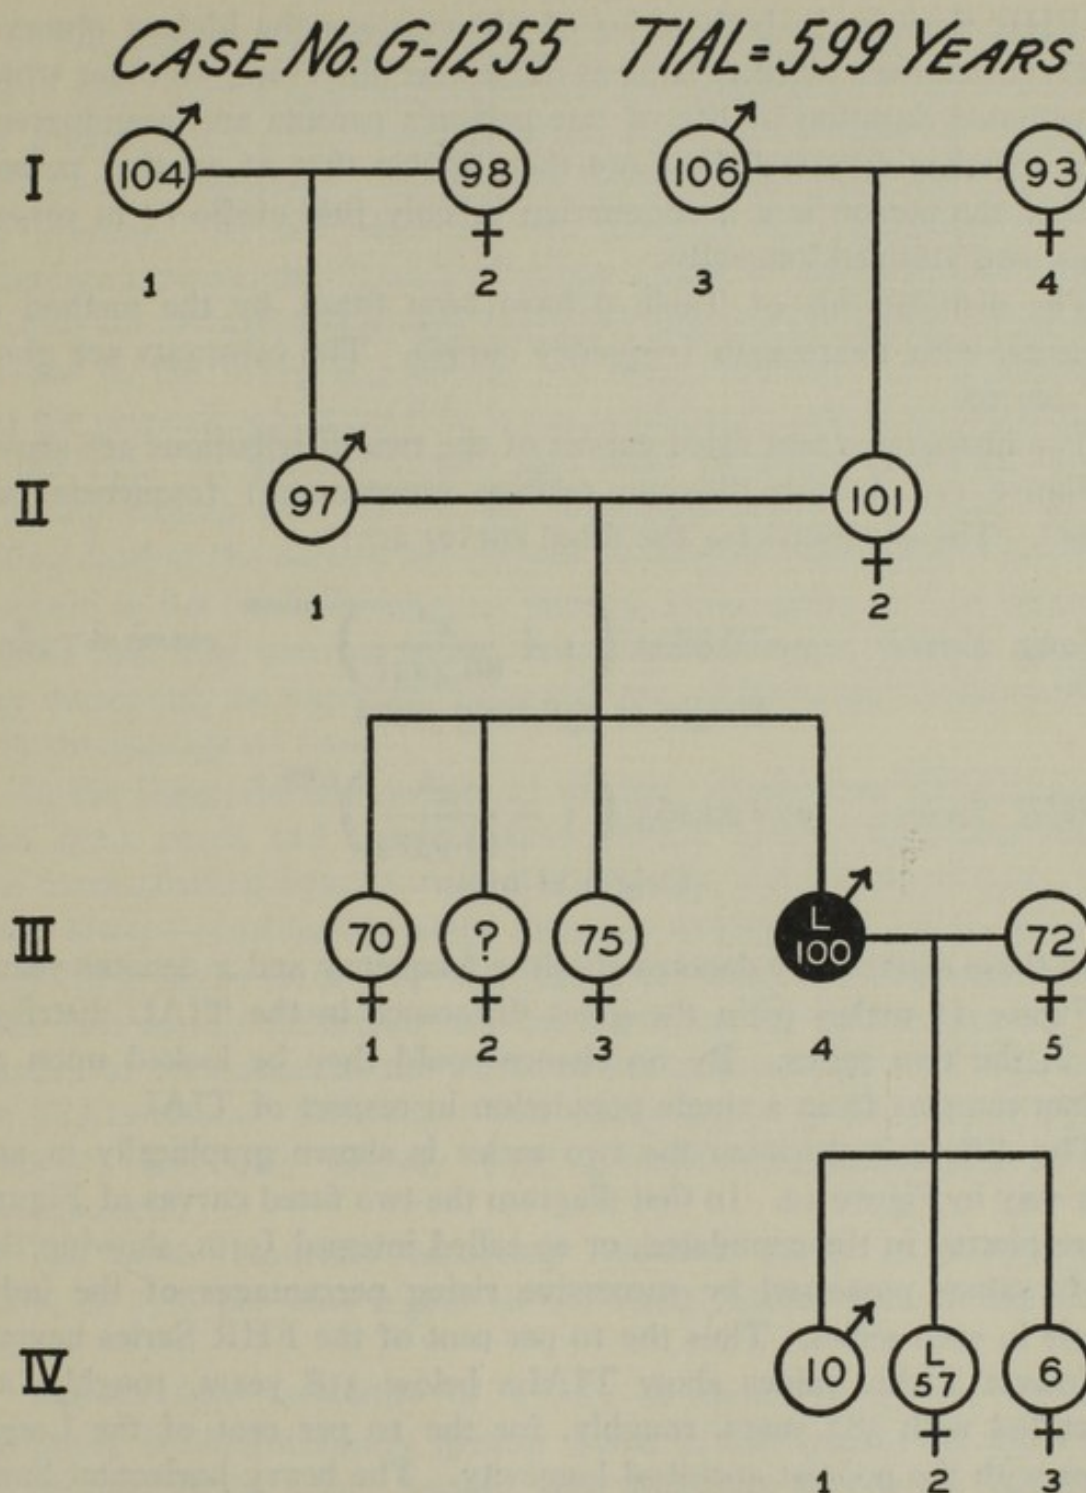 CASE NO. G-1255 TIAL = 599 YEARS
I 104 98 106 93
1 2 3 4
II 97 101
1 2
III 70 ? 75 L 100 72
1 2 3 4 5
IV 10 L 57 6
1 2 3